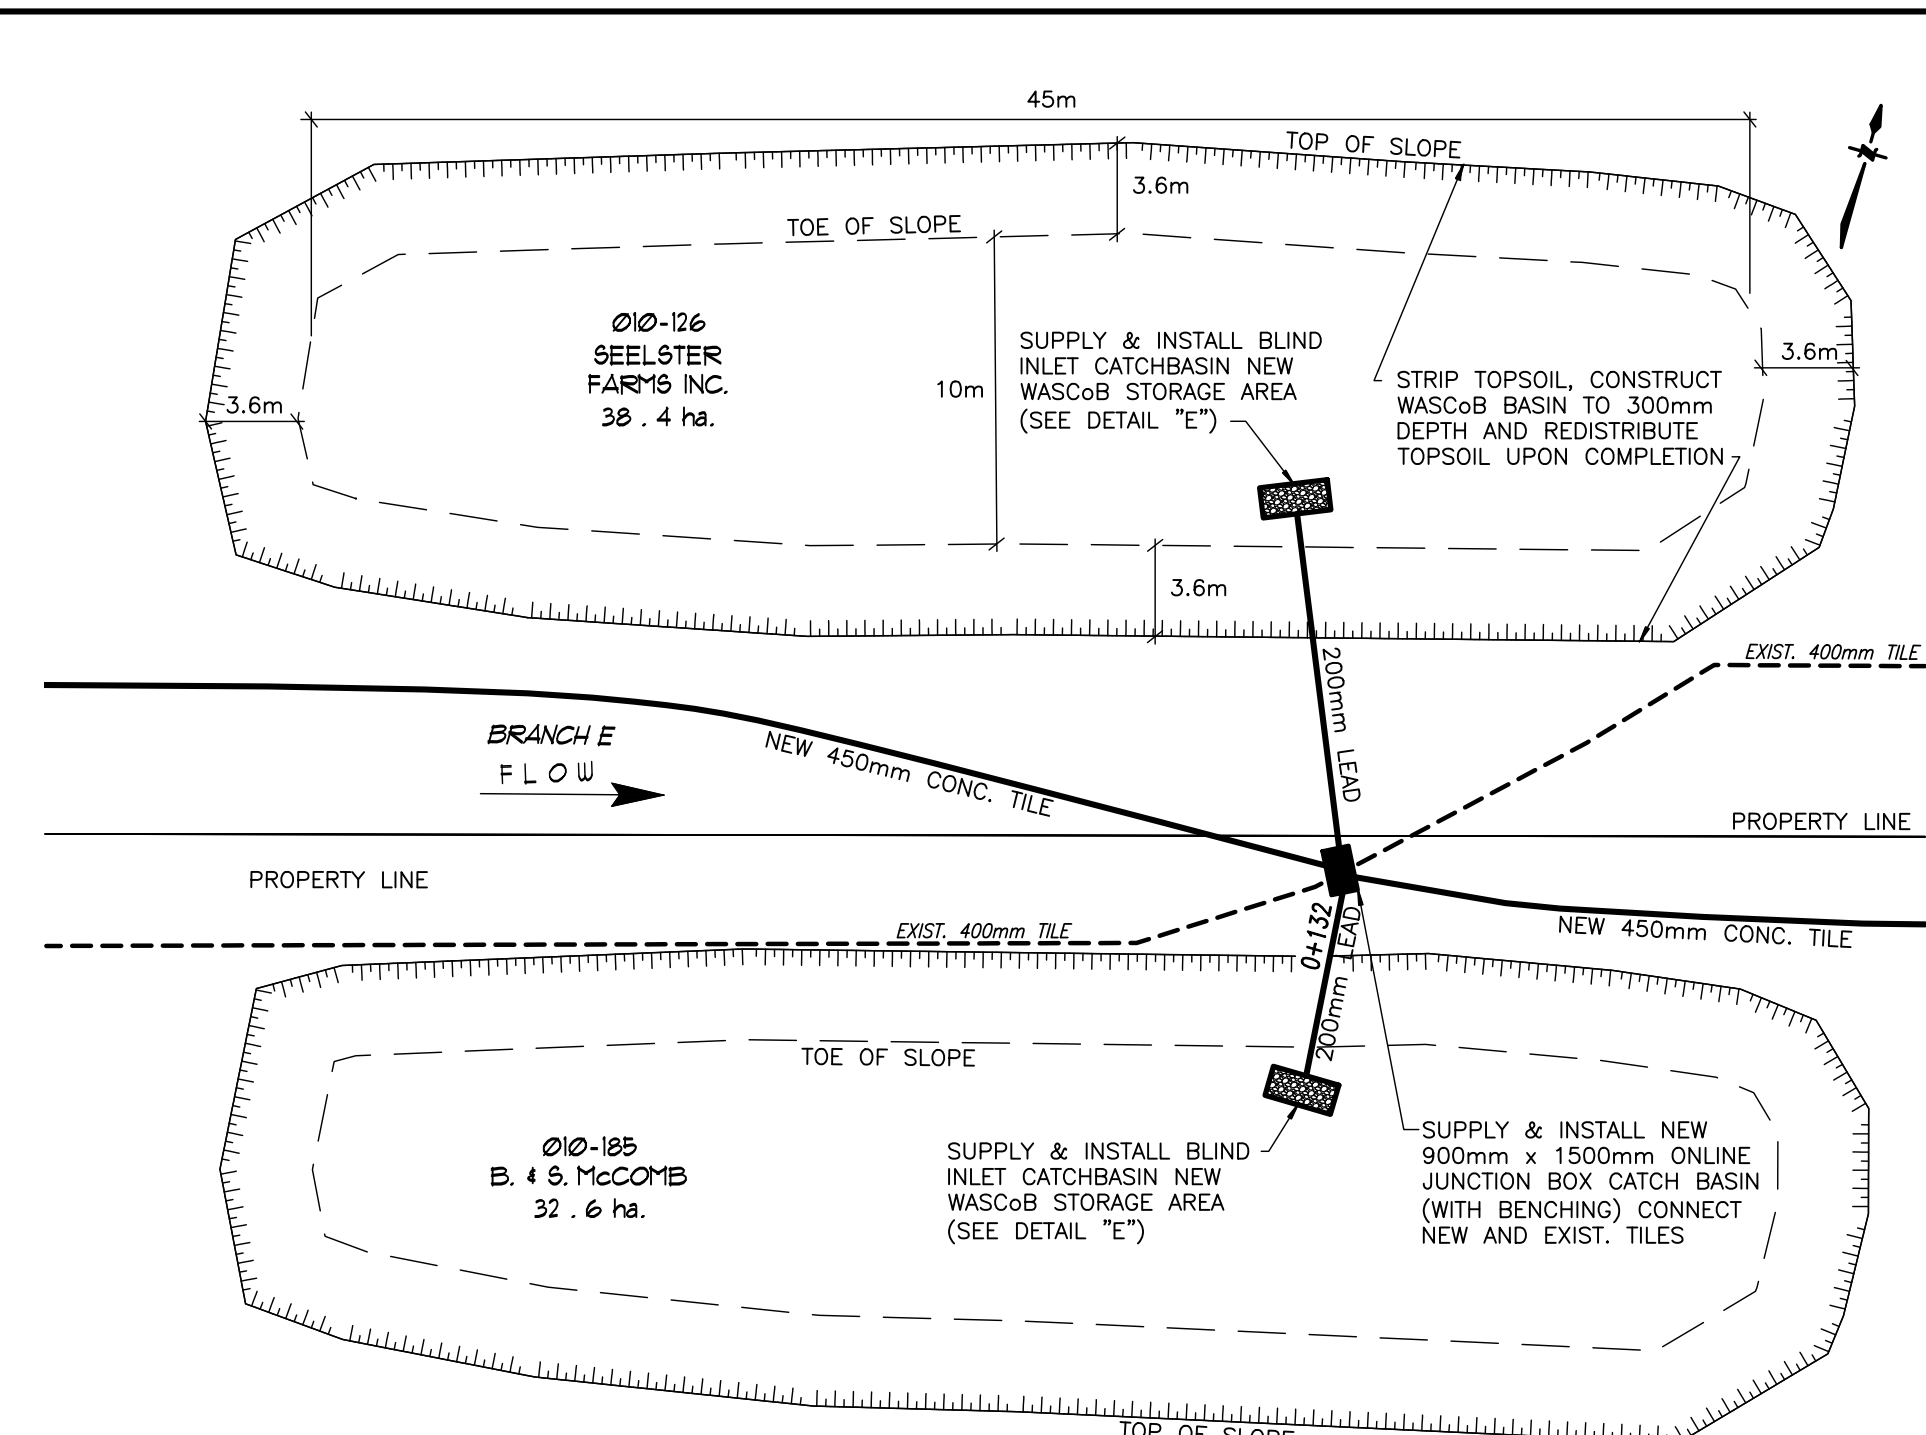 45m
TOP OF SLOPE
3.6m
TOE OF SLOPE
N
Ø1Ø-126
SEELSTER
FARMS INC.
38 . 4 ha.
3.6m
10m
SUPPLY & INSTALL BLIND
INLET CATCHBASIN NEW
WASCoB STORAGE AREA
(SEE DETAIL "E")
3.6m
STRIP TOPSOIL, CONSTRUCT
WASCoB BASIN TO 300mm
DEPTH AND REDISTRIBUTE
TOPSOIL UPON COMPLETION
3.6m
200mm LEAD
EXIST. 400mm TILE
BRANCH E
FLOW
NEW 450mm CONC. TILE
PROPERTY LINE
PROPERTY LINE
EXIST. 400mm TILE
0+132
200mm LEAD
NEW 450mm CONC. TILE
TOE OF SLOPE
Ø1Ø-185
B. & S. McCOMB
32 . 6 ha.
SUPPLY & INSTALL BLIND
INLET CATCHBASIN NEW
WASCoB STORAGE AREA
(SEE DETAIL "E")
SUPPLY & INSTALL NEW
900mm x 1500mm ONLINE
JUNCTION BOX CATCH BASIN
(WITH BENCHING) CONNECT
NEW AND EXIST. TILES
TOP OF SLOPE